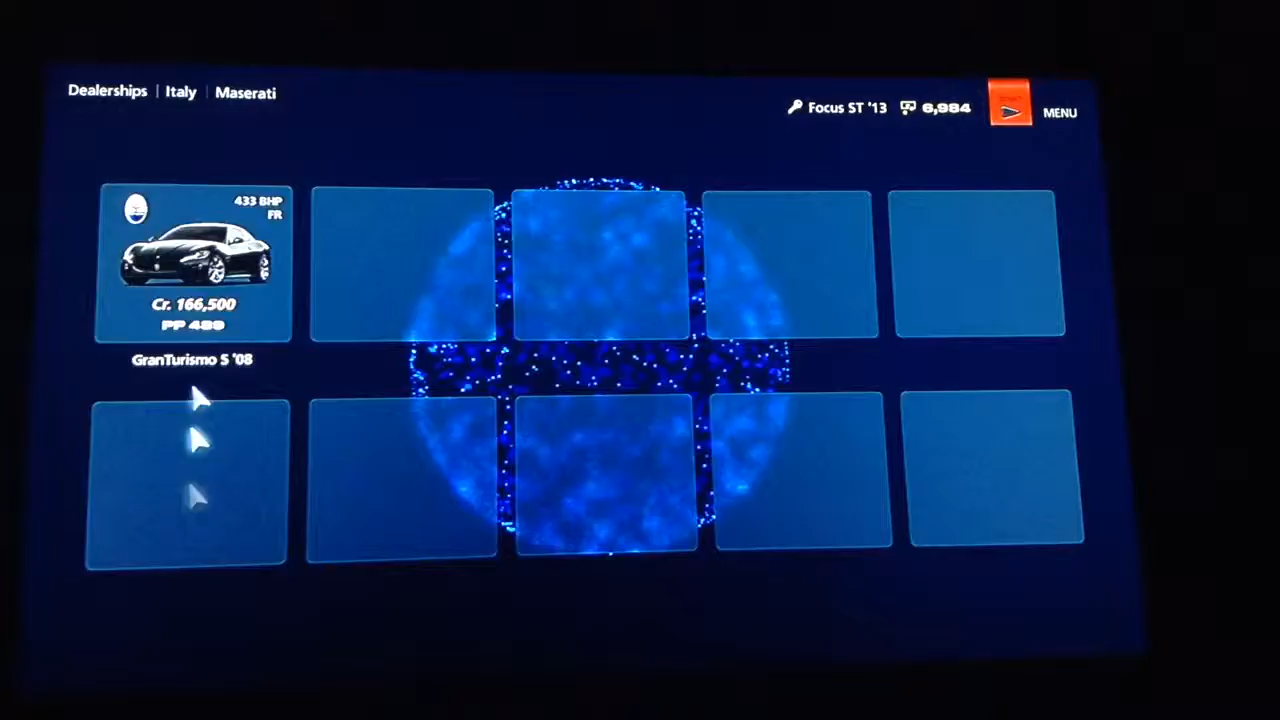 Dealerships | Italy | Maserati
Focus ST '13
6,984
MENU
433 BHP
FR
Cr. 166,500
PP 489
GranTurismo S '08